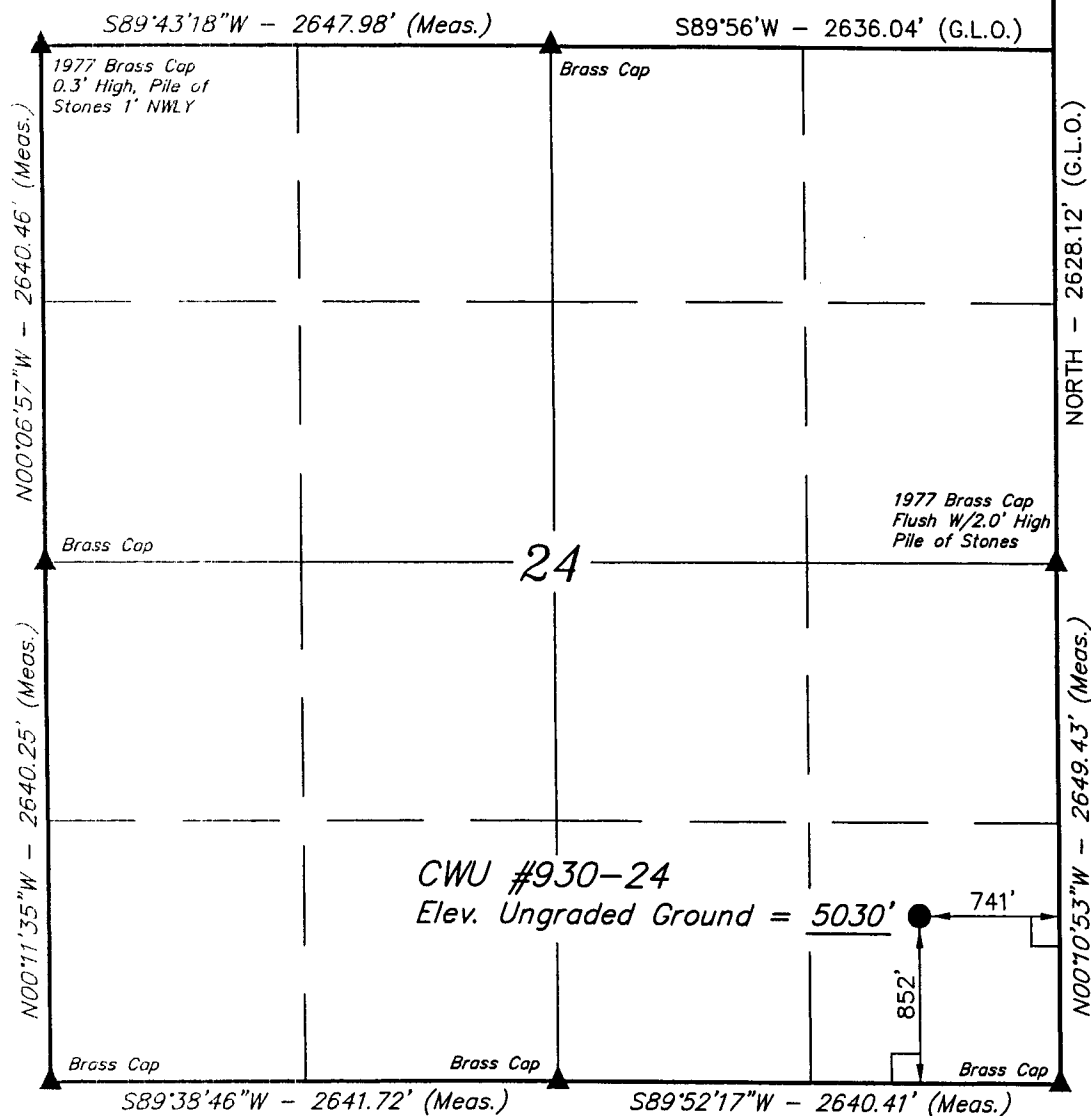 S89°43'18"W - 2647.98' (Meas.)
S89°56'W - 2636.04' (G.L.O.)
1977 Brass Cap
0.3' High, Pile of
Stones 1' NWLY
Brass Cap
N00°06'57"W - 2640.46' (Meas.)
NORTH - 2628.12' (G.L.O.)
1977 Brass Cap
Flush W/2.0' High
Pile of Stones
Brass Cap
24
N00°11'35"W - 2640.25' (Meas.)
N00°10'53"W - 2649.43' (Meas.)
CWU #930-24
Elev. Ungraded Ground = 5030'
741'
852'
Brass Cap
Brass Cap
Brass Cap
S89°38'46"W - 2641.72' (Meas.)
S89°52'17"W - 2640.41' (Meas.)